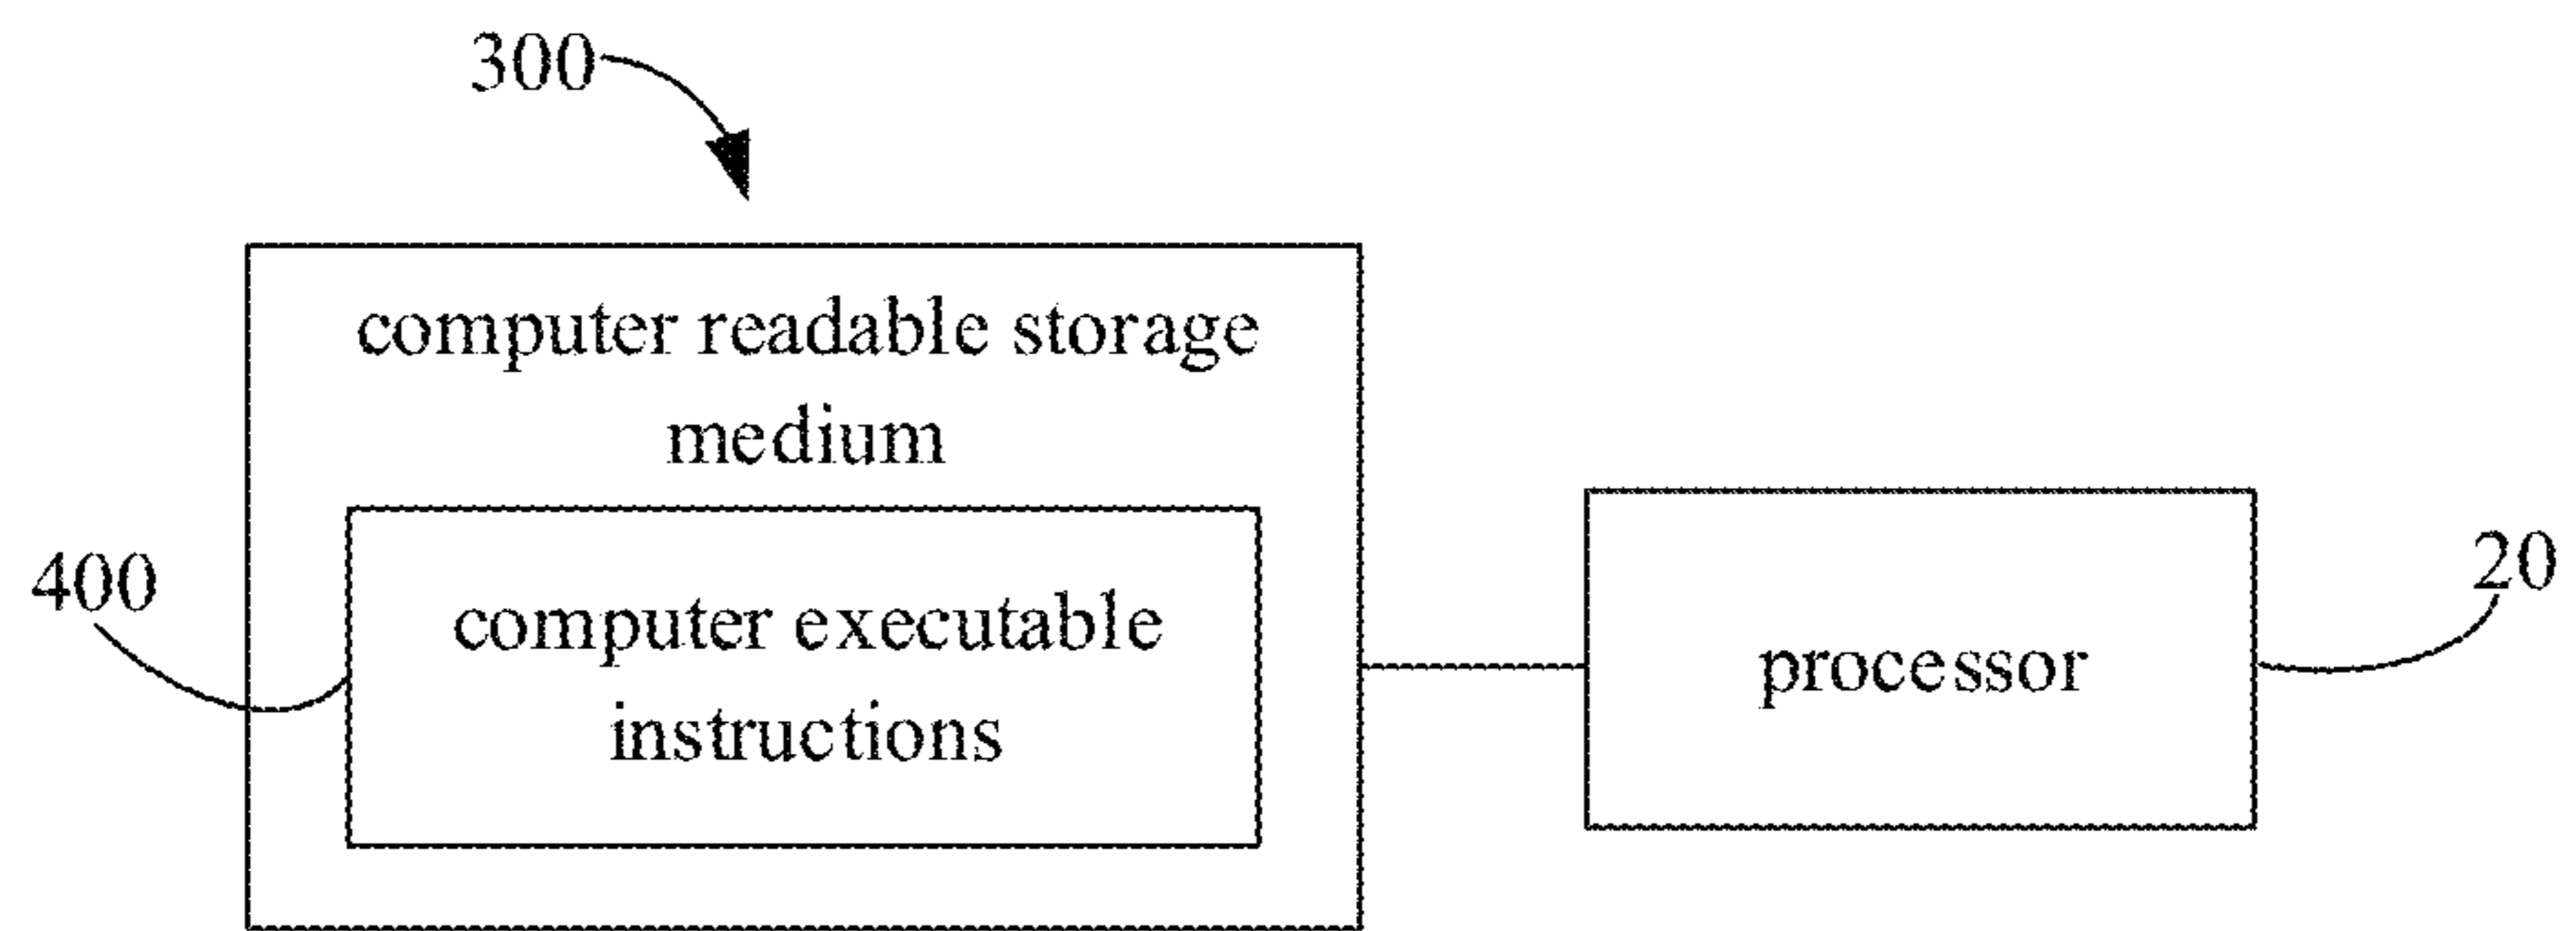 300
computer readable storage
medium
400
computer executable
instructions
processor
20